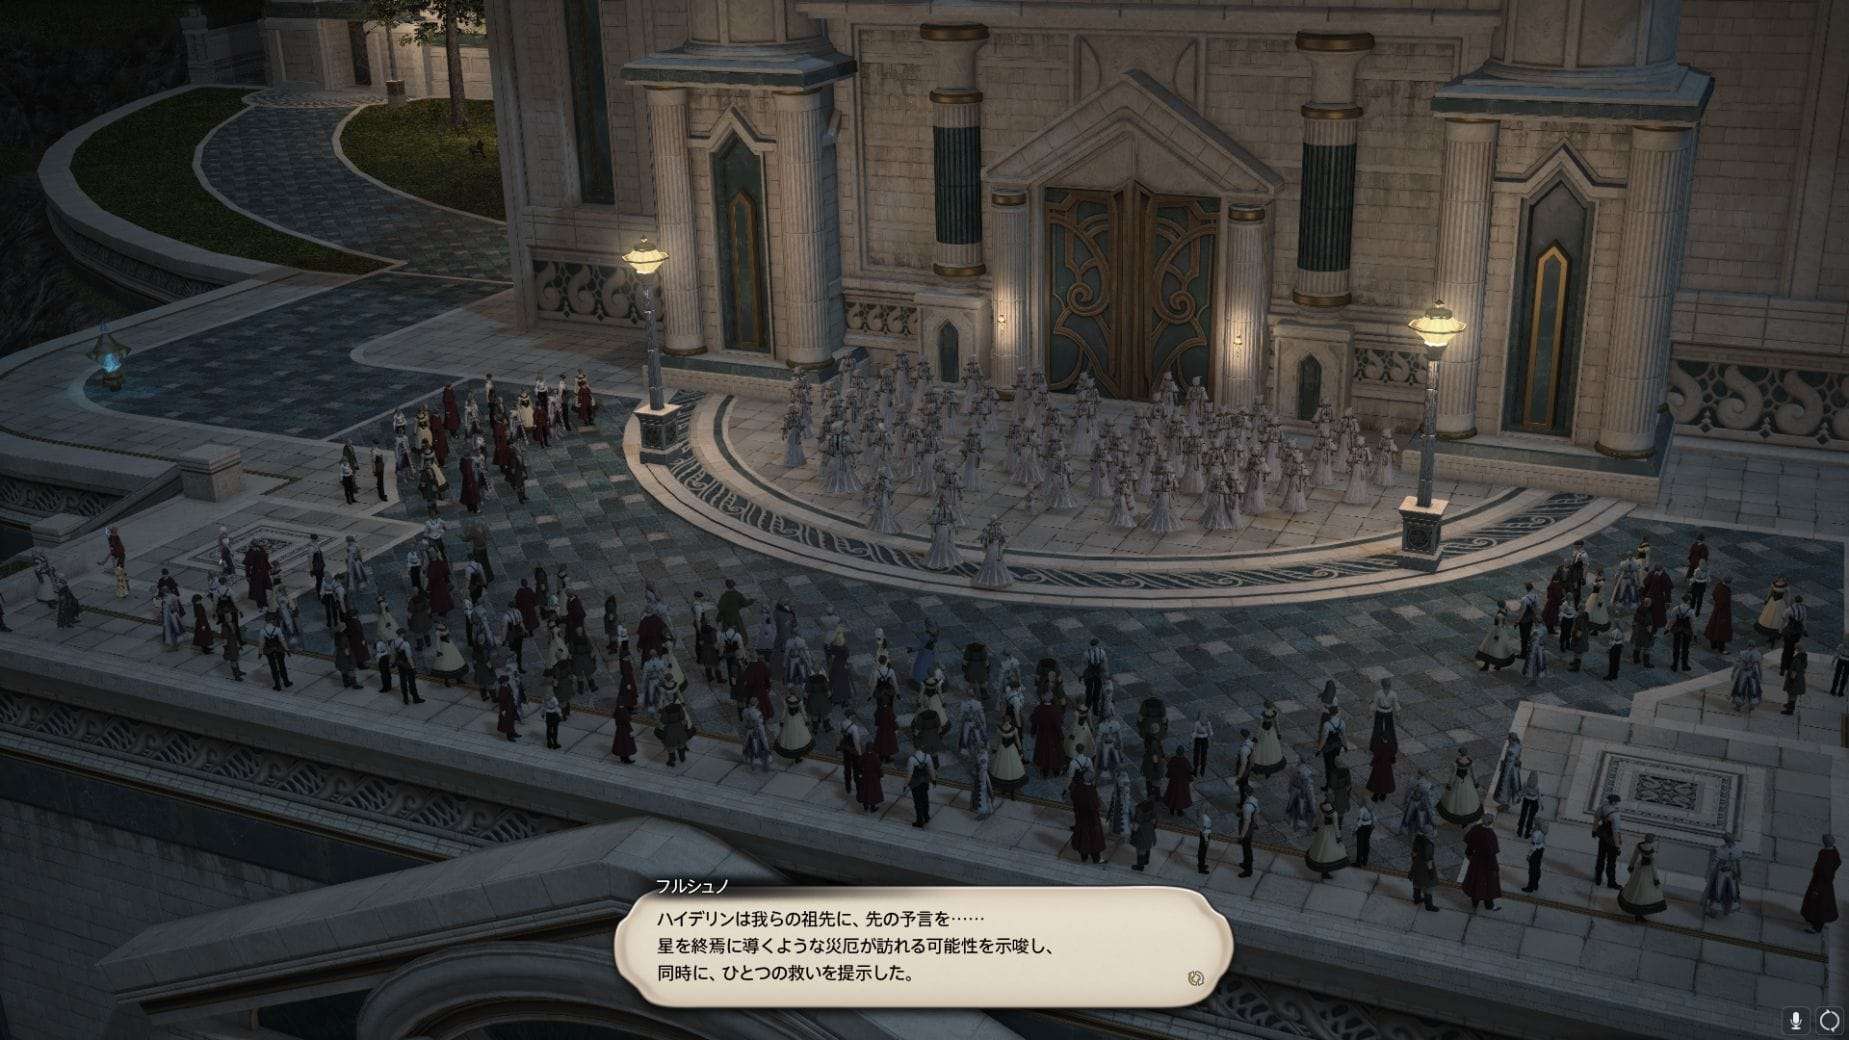 フルシュノ
ハイデリンは我らの祖先に、先の予言を……
星を終焉に導くような災厄が訪れる可能性を示唆し、
同時に、ひとつの救いを提示した。